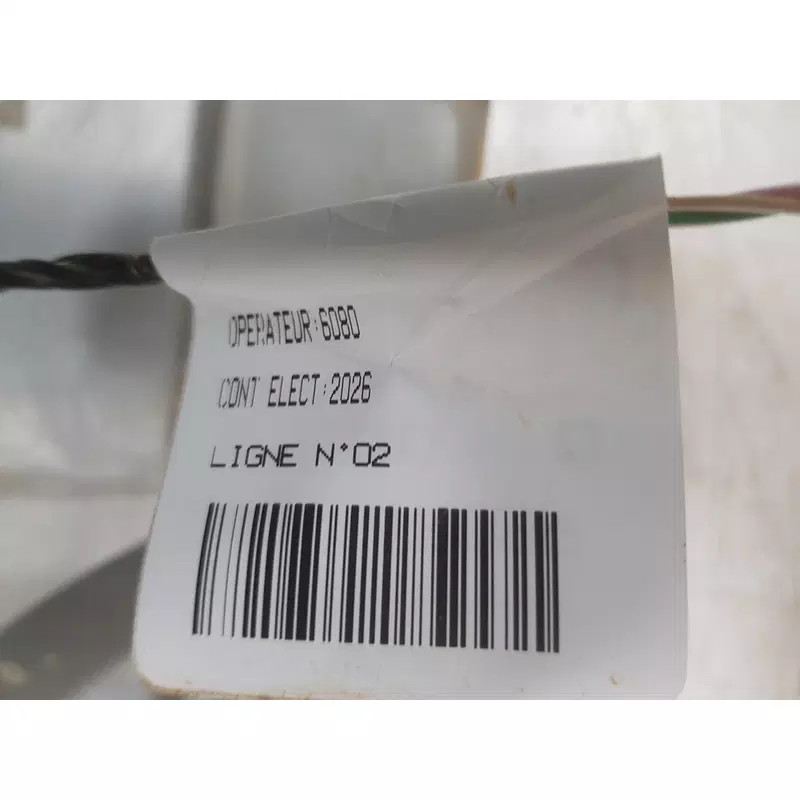 OPERATEUR:6080
CONT ELECT:2026
LIGNE N°02